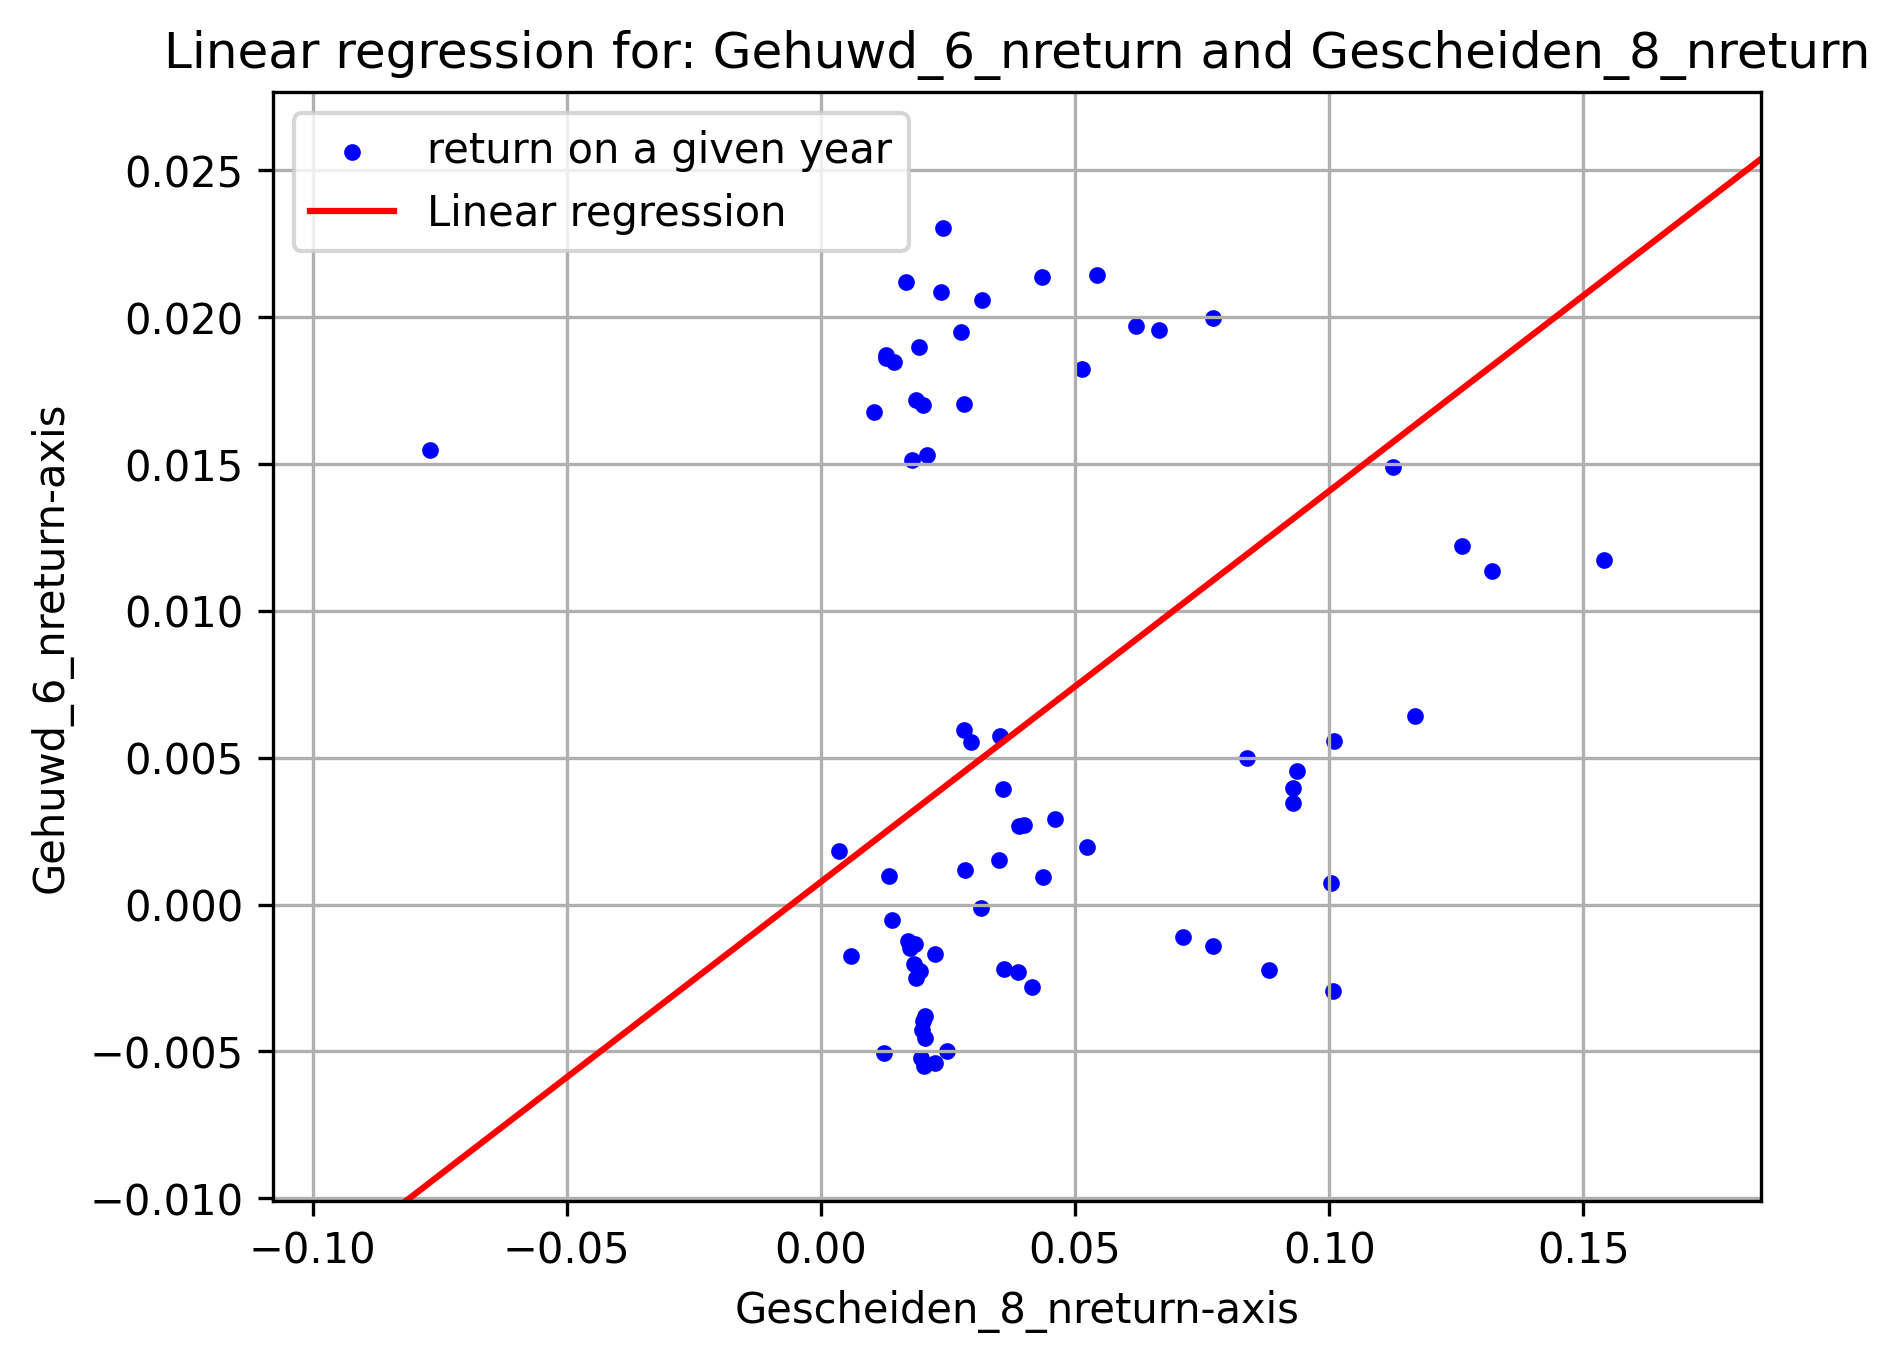 Linear regression for: Gehuwd_6_nreturn and Gescheiden_8_nreturn
return on a given year
Linear regression
0.025
0.020
0.015
0.010
0.005
0.000
−0.005
−0.010
Gehuwd_6_nreturn-axis
−0.10
−0.05
0.00
0.05
0.10
0.15
Gescheiden_8_nreturn-axis